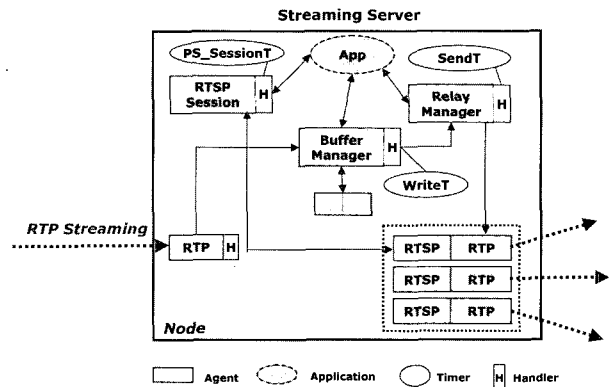 Streaming Server
PS_SessionT
App
SendT
RTSP
Session
H
Relay
Manager
H
Buffer
Manager
H
WriteT
RTP Streaming
RTP
H
RTSP RTP
RTSP RTP
RTSP RTP
Node
Agent
Application
Timer
H
Handler